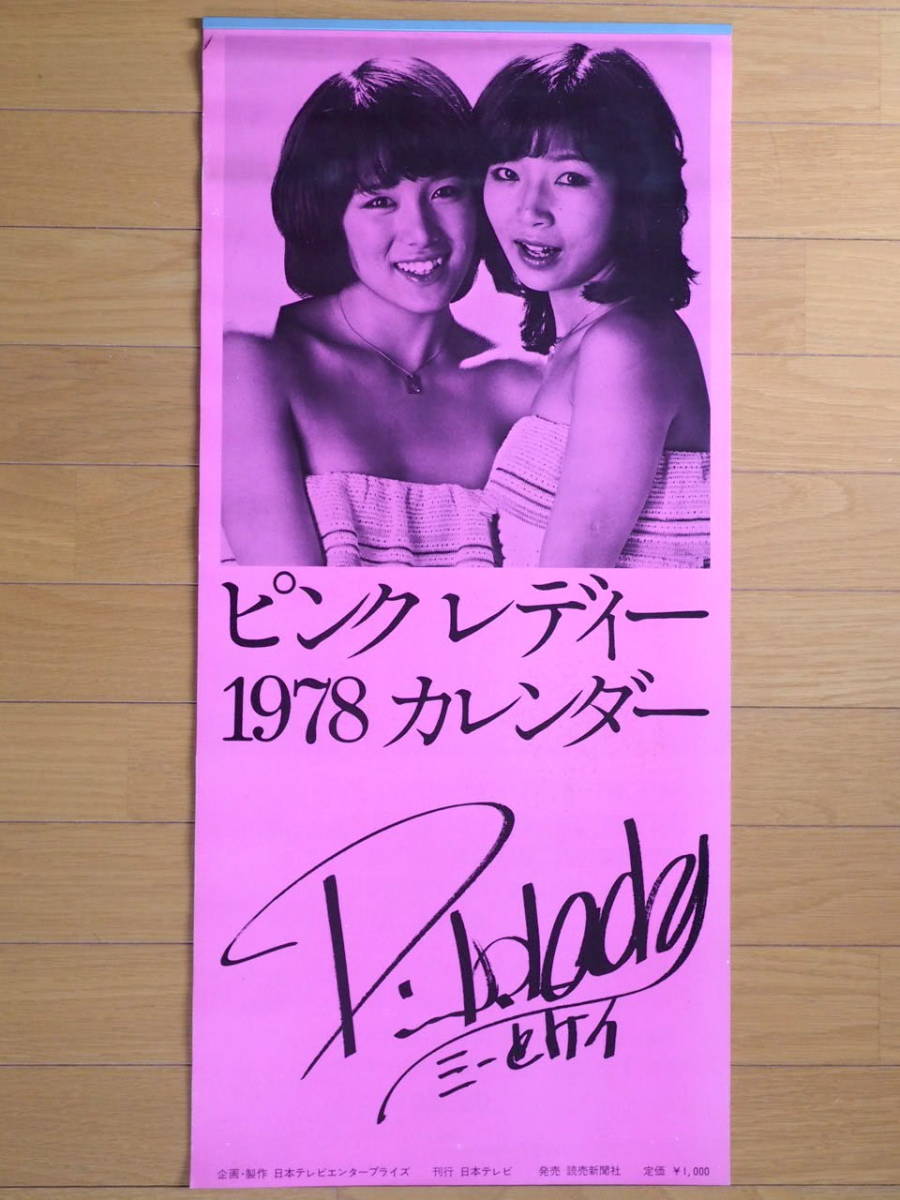 ピンク レディー
1978 カレンダー
Pink lady
ミーとケイ
企画・製作 日本テレビエンタープライズ 刊行 日本テレビ 発売 読売新聞社 定価 ¥1,000